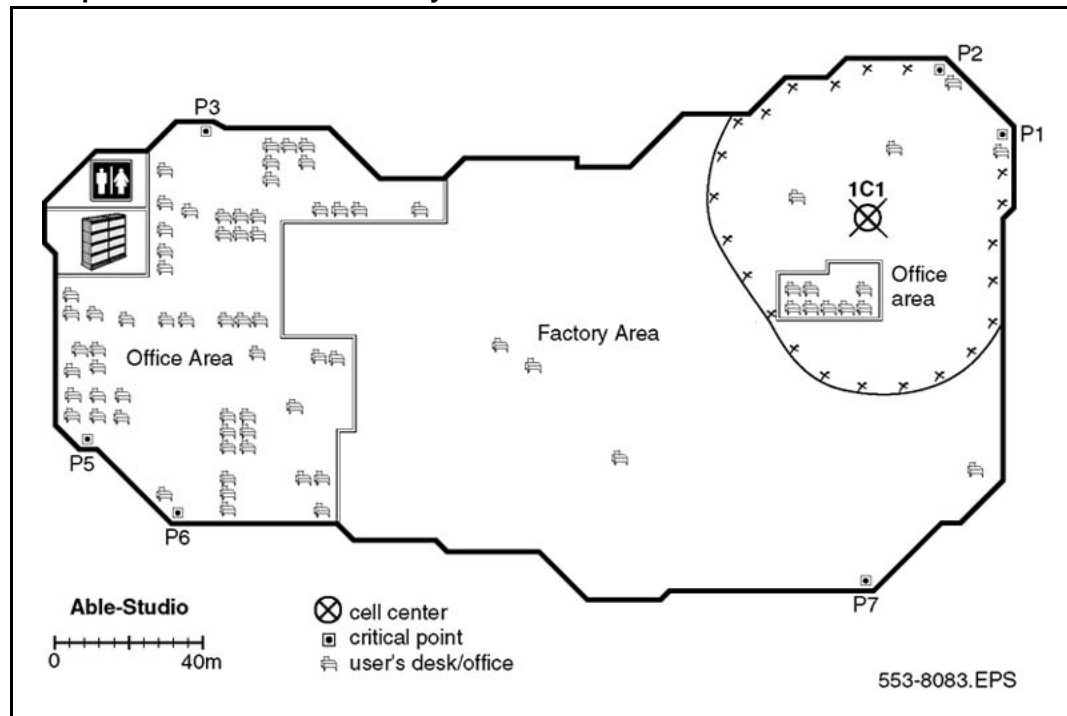 P2
P3
P1
1C1
Office
area
Factory Area
Office Area
P5
P6
P7
Able-Studio
0 40m
cell center
critical point
user's desk/office
553-8083.EPS